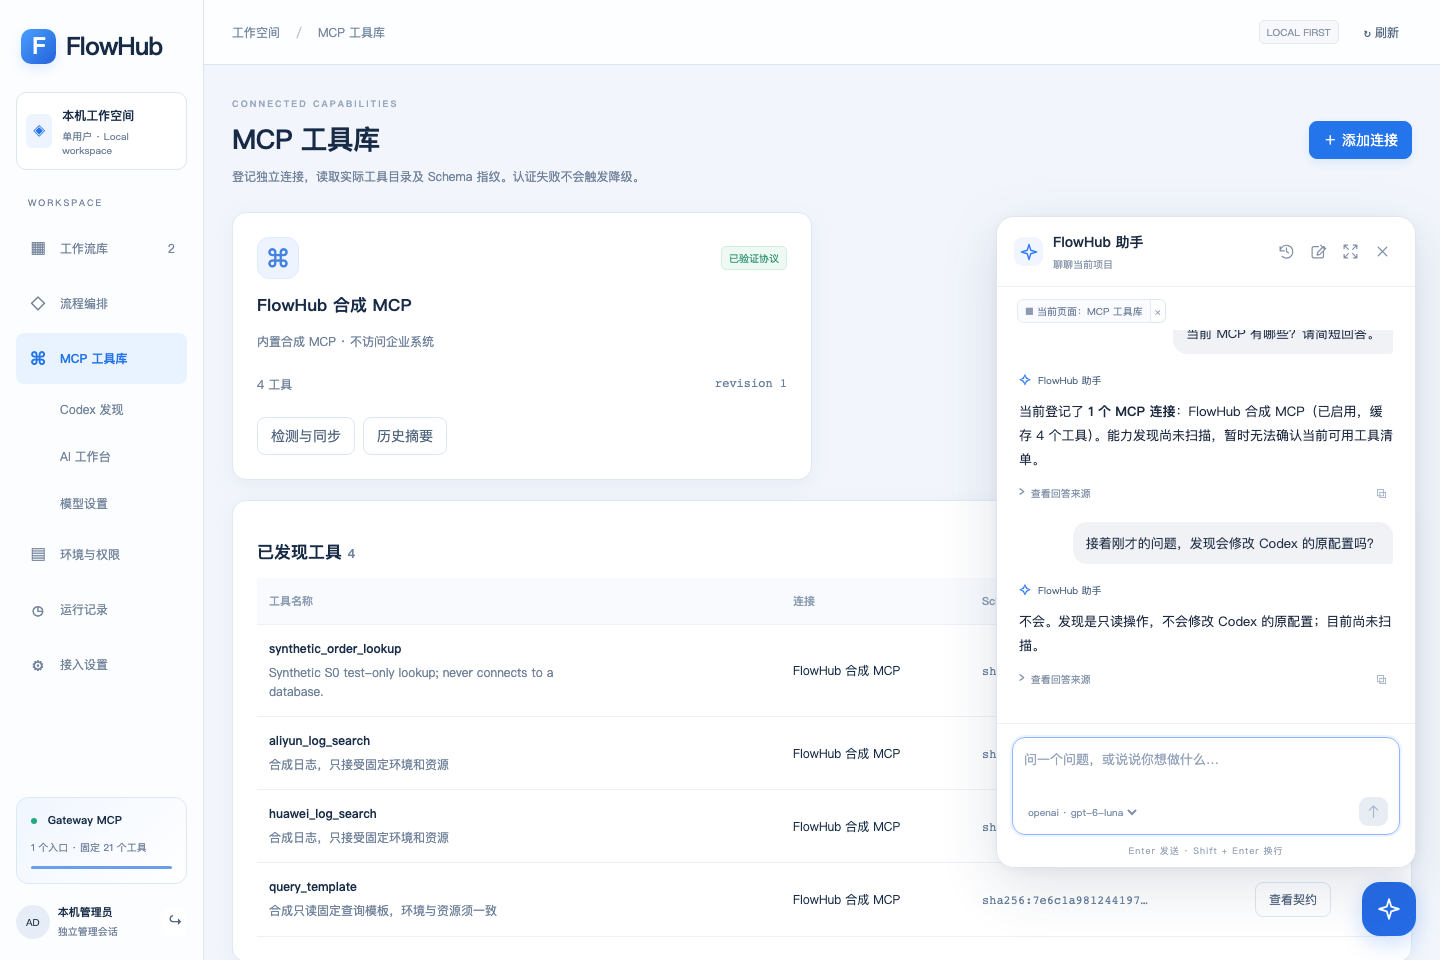 F FlowHub
本机工作空间
单用户 · Local
workspace
WORKSPACE
工作流库 2
流程编排
MCP 工具库
Codex 发现
AI 工作台
模型设置
环境与权限
运行记录
接入设置
Gateway MCP
1 个入口 · 固定 21 个工具
AD
本机管理员
独立管理会话
工作空间 / MCP 工具库
LOCAL FIRST
↻ 刷新
CONNECTED CAPABILITIES
MCP 工具库
登记独立连接，读取实际工具目录及 Schema 指纹。认证失败不会触发降级。
+ 添加连接
已验证协议
FlowHub 合成 MCP
内置合成 MCP · 不访问企业系统
4 工具
revision 1
检测与同步
历史摘要
已发现工具 4
工具名称
连接
synthetic_order_lookup
Synthetic S0 test-only lookup; never connects to a
database.
FlowHub 合成 MCP
aliyun_log_search
合成日志，只接受固定环境和资源
FlowHub 合成 MCP
huawei_log_search
合成日志，只接受固定环境和资源
FlowHub 合成 MCP
query_template
合成只读固定查询模板，环境与资源须一致
FlowHub 合成 MCP
sha256:7e6c1a981244197…
查看契约
FlowHub 助手
聊聊当前项目
当前页面：MCP 工具库 ×
当前 MCP 有哪些？请简短回答。
FlowHub 助手
当前登记了 1 个 MCP 连接：FlowHub 合成 MCP（已启用，缓
存 4 个工具）。能力发现尚未扫描，暂时无法确认当前可用工具清
单。
查看回答来源
接着刚才的问题，发现会修改 Codex 的原配置吗？
FlowHub 助手
不会。发现是只读操作，不会修改 Codex 的原配置；目前尚未扫
描。
查看回答来源
问一个问题，或说说你想做什么...
openai · gpt-6-luna
Enter 发送 · Shift + Enter 换行